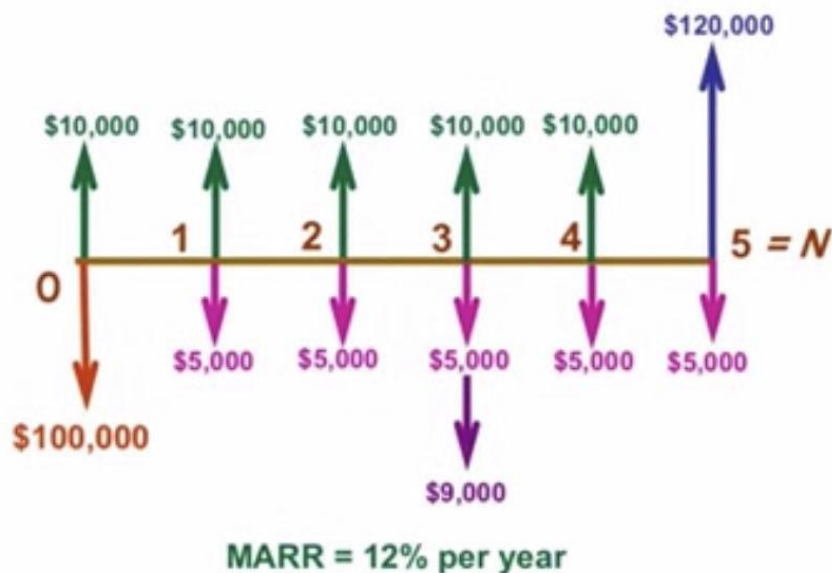 $120,000
$10,000 $10,000 $10,000 $10,000 $10,000
1 2 3 4 5 = N
0
$5,000 $5,000 $5,000 $5,000 $5,000
$100,000
$9,000
MARR = 12% per year